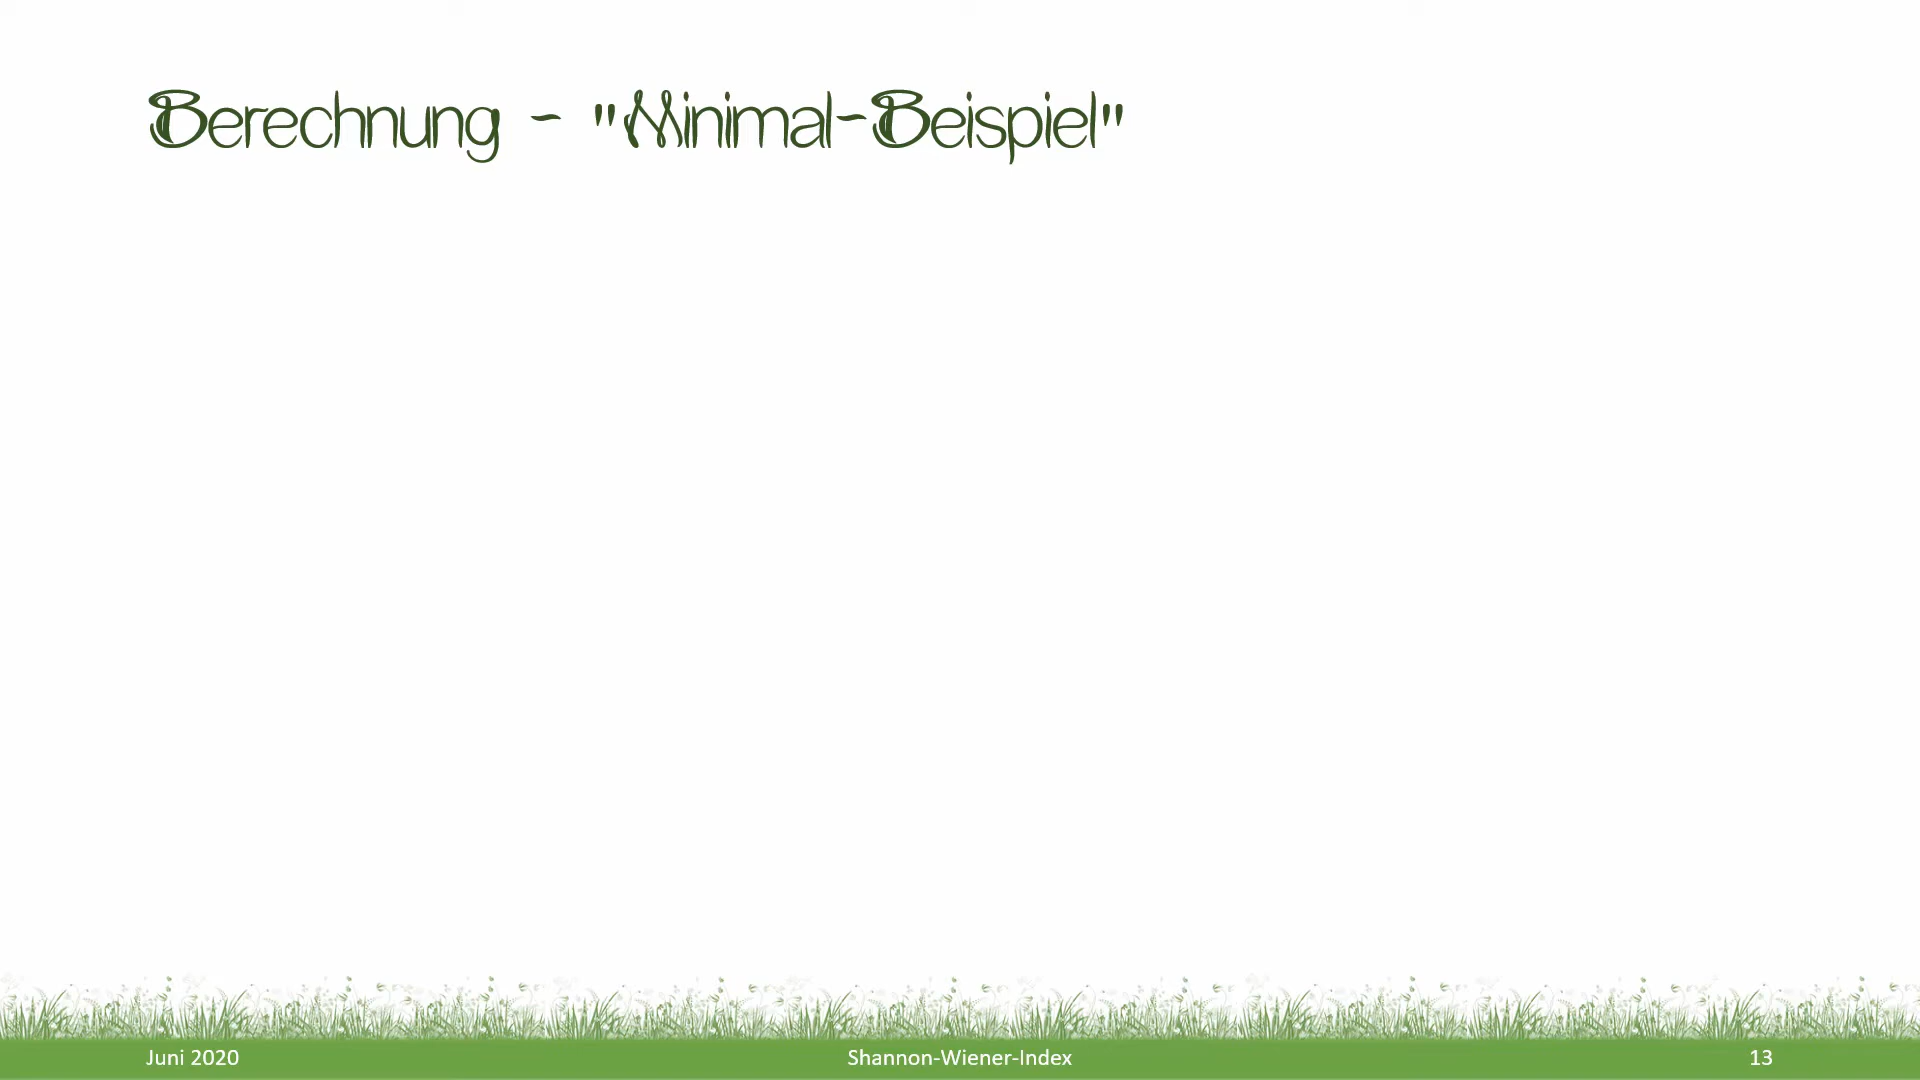 Berechnung - "Minimal-Beispiel"
Juni 2020
Shannon-Wiener-Index
13